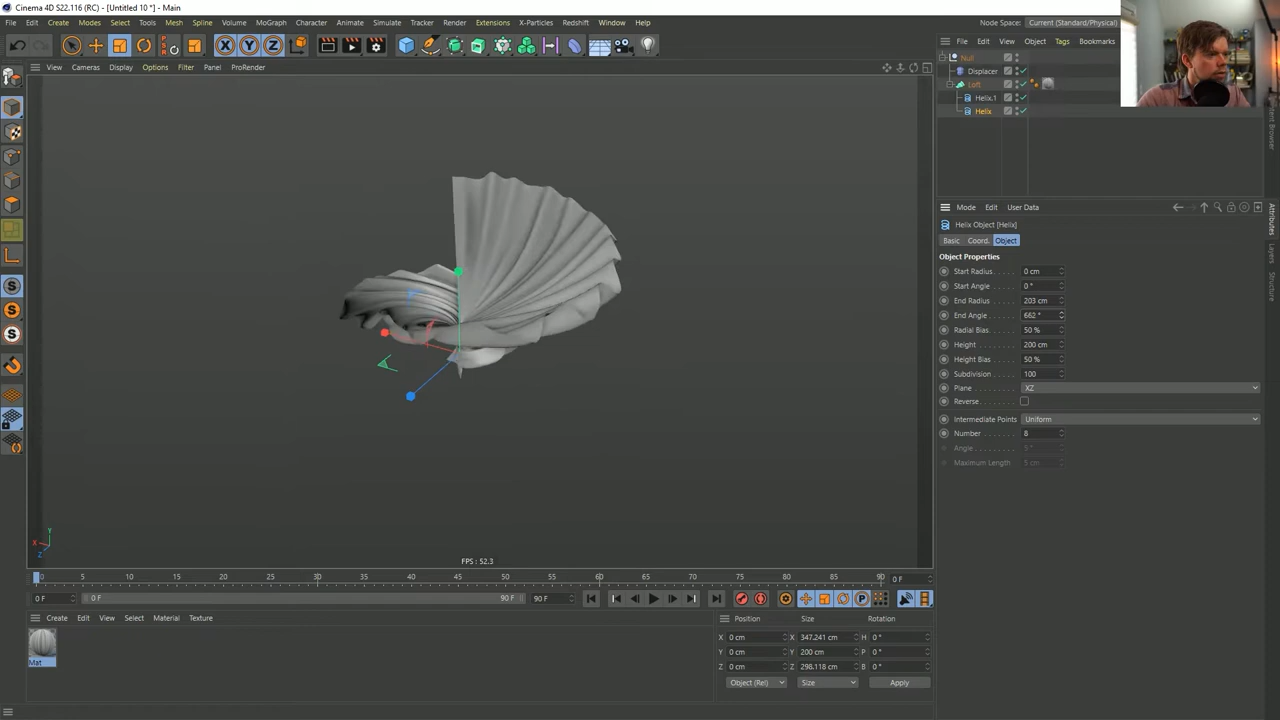 Cinema 4D S22.116 (RC) - [Untitled 10 *] - Main
File Edit Create Modes Select Tools Mesh Spline Volume MoGraph Character Animate Simulate Tracker Render Extensions X-Particles Redshift Window Help
Node Space: Current (Standard/Physical)
File Edit View Object Tags Bookmarks
View Cameras Display Options Filter Panel ProRender
Null
Displacer
Loft
Helix.1
Helix
Mode Edit User Data
Helix Object [Helix]
Basic Coord. Object
Object Properties
Start Radius 0 cm
Start Angle 0 °
End Radius 203 cm
End Angle 662 °
Radial Bias 50 %
Height 200 cm
Height Bias 50 %
Subdivision 100
Plane XZ
Reverse
Intermediate Points Uniform
Number 8
Angle 5 °
Maximum Length 5 cm
Attributes
Layers
Structure
Y
X
Z
FPS : 52.3
0 5 10 15 20 25 30 35 40 45 50 55 60 65 70 75 80 85 90 0 F
0 F 0 F 90 F 90 F
Create Edit View Select Material Texture
Mat
Position Size Rotation
X 0 cm X 347.241 cm H 0 °
Y 0 cm Y 200 cm P 0 °
Z 0 cm Z 298.118 cm B 0 °
Object (Rel) Size Apply